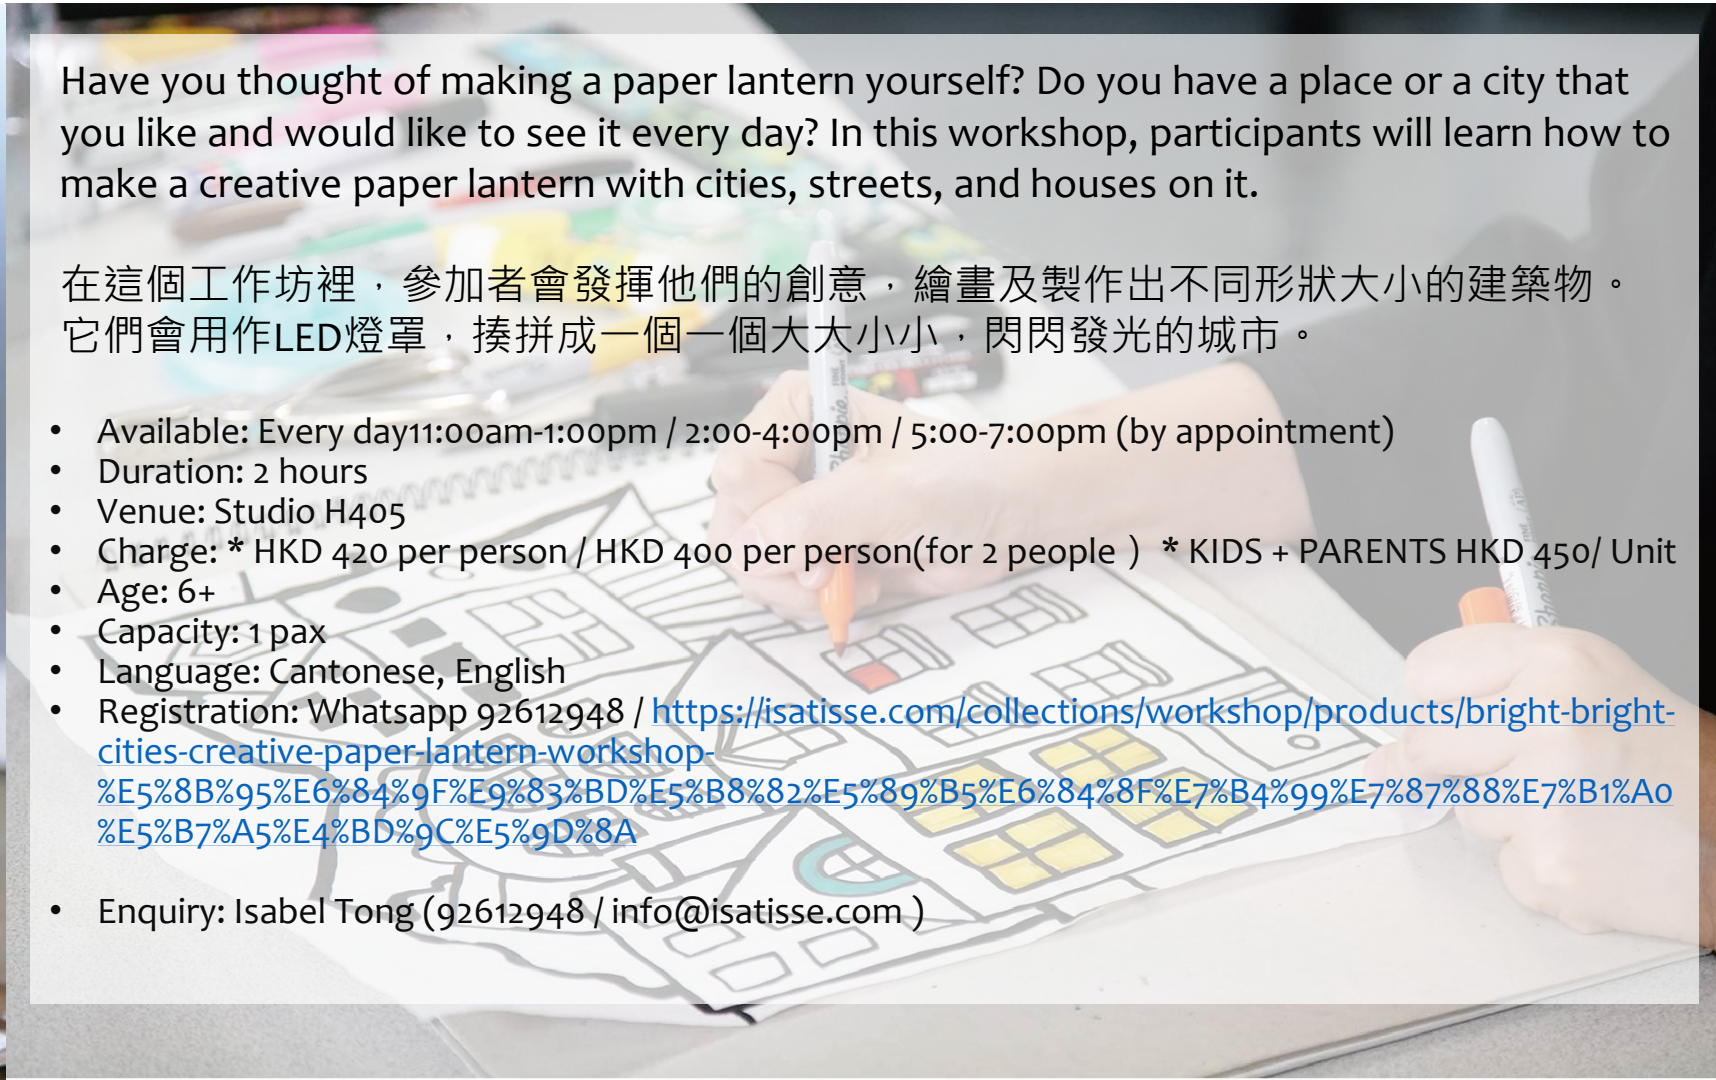 Have you thought of making a paper lantern yourself? Do you have a place or a city that
you like and would like to see it every day? In this workshop, participants will learn how to
make a creative paper lantern with cities, streets, and houses on it.
在這個工作坊裡，參加者會發揮他們的創意，繪畫及製作出不同形狀大小的建築物。
它們會用作LED燈罩，揍拼成一個一個大大小小，閃閃發光的城市。
• Available: Every day11:00am-1:00pm / 2:00-4:00pm / 5:00-7:00pm (by appointment)
• Duration: 2 hours
• Venue: Studio H405
• Charge: * HKD 420 per person / HKD 400 per person(for 2 people ) * KIDS + PARENTS HKD 450/ Unit
• Age: 6+
• Capacity: 1 pax
• Language: Cantonese, English
• Registration: Whatsapp 92612948 / https://isatisse.com/collections/workshop/products/bright-bright-
cities-creative-paper-lantern-workshop-
%E5%8B%95%E6%84%9F%E9%83%BD%E5%B8%82%E5%89%B5%E6%84%8F%E7%B4%99%E7%87%88%E7%B1%A0
%E5%B7%A5%E4%BD%9C%E5%9D%8A
• Enquiry: Isabel Tong (92612948 / info@isatisse.com )
Sharpie
Sharpie